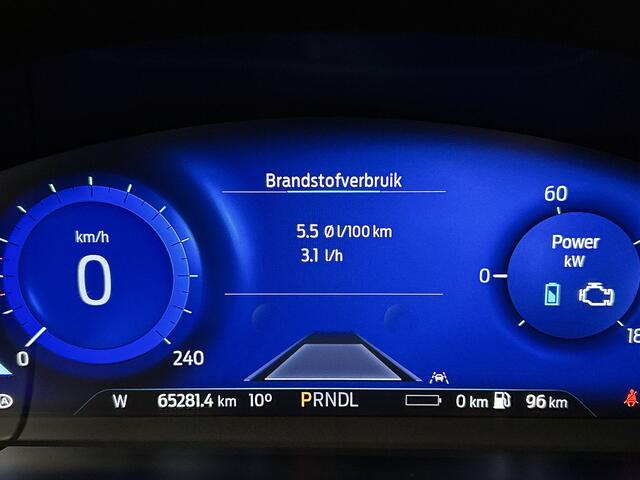 Brandstofverbruik
5.5 Ø l/100 km
3.1 l/h
km/h
0
0 240
60
Power
kW
0
W 65281.4 km 10º PRNDL 0 km 96 km